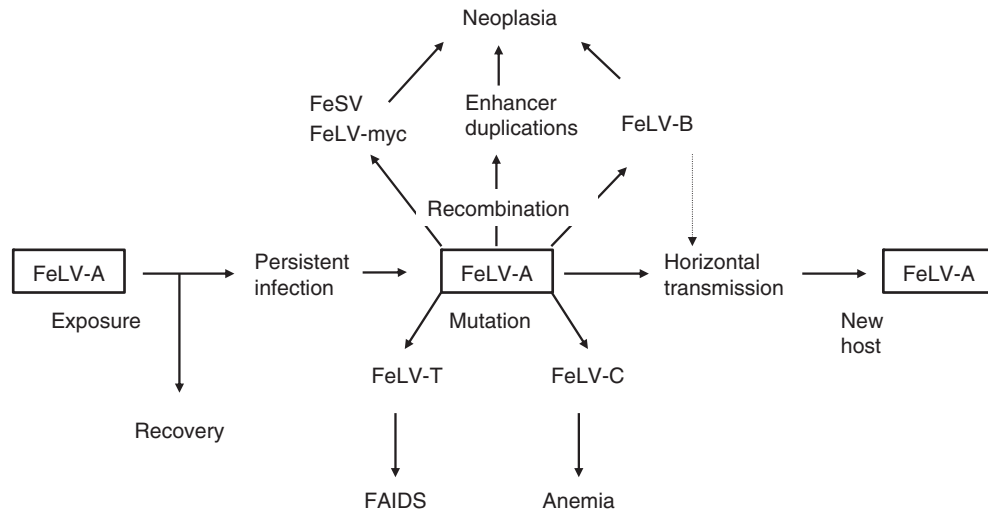 Neoplasia
FeSV
FeLV-myc
Enhancer
duplications
FeLV-B
Recombination
FeLV-A
Exposure
Persistent
infection
FeLV-A
Mutation
Horizontal
transmission
FeLV-A
New
host
Recovery
FeLV-T
FeLV-C
FAIDS
Anemia